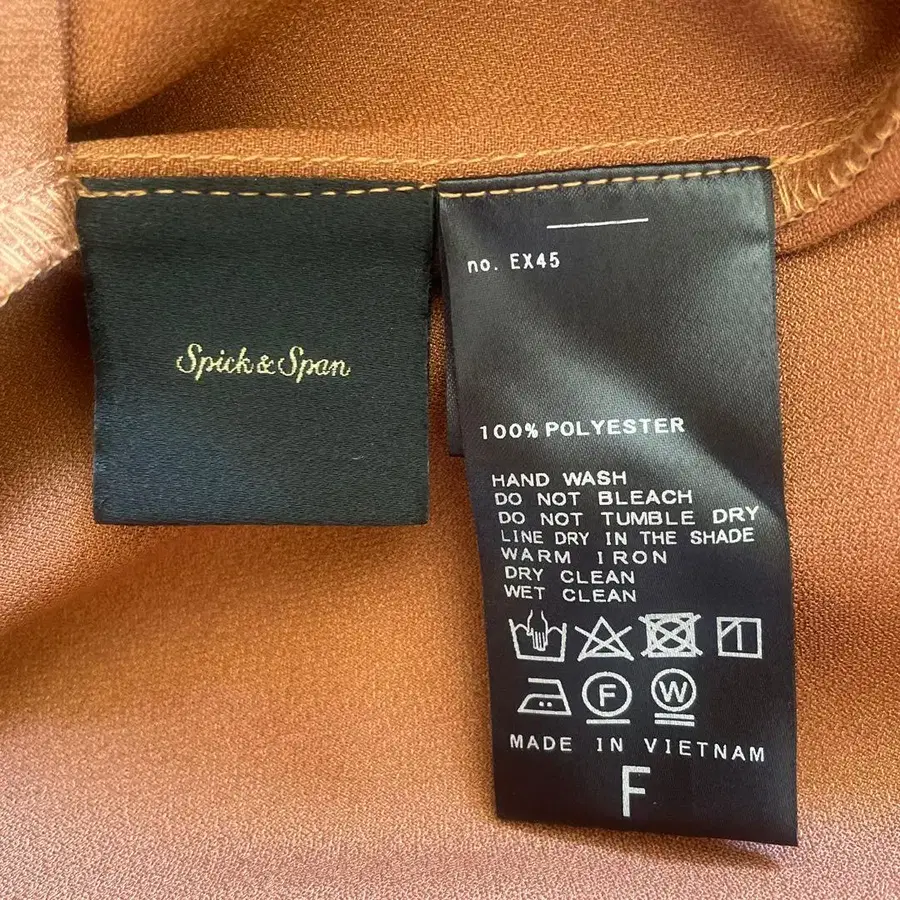 Spick & Span
no. EX45
100% POLYESTER
HAND WASH
DO NOT BLEACH
DO NOT TUMBLE DRY
LINE DRY IN THE SHADE
WARM IRON
DRY CLEAN
WET CLEAN
F W
MADE IN VIETNAM
F